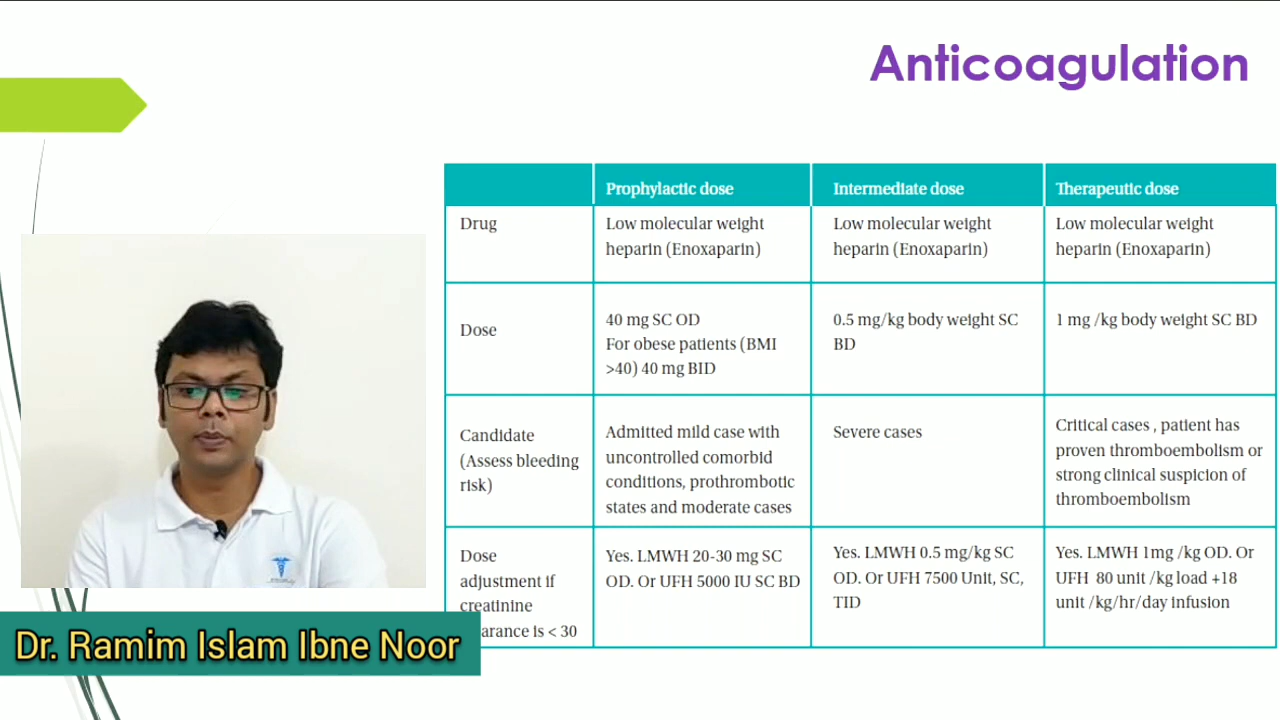 Anticoagulation
Prophylactic dose
Intermediate dose
Therapeutic dose
Drug
Low molecular weight
heparin (Enoxaparin)
Low molecular weight
heparin (Enoxaparin)
Low molecular weight
heparin (Enoxaparin)
Dose
40 mg SC OD
For obese patients (BMI
>40) 40 mg BID
0.5 mg/kg body weight SC
BD
1 mg /kg body weight SC BD
Candidate
(Assess bleeding
risk)
Admitted mild case with
uncontrolled comorbid
conditions, prothrombotic
states and moderate cases
Severe cases
Critical cases , patient has
proven thromboembolism or
strong clinical suspicion of
thromboembolism
Dose
adjustment if
creatinine
arance is < 30
Yes. LMWH 20-30 mg SC
OD. Or UFH 5000 IU SC BD
Yes. LMWH 0.5 mg/kg SC
OD. Or UFH 7500 Unit, SC,
TID
Yes. LMWH 1mg /kg OD. Or
UFH 80 unit /kg load +18
unit /kg/hr/day infusion
Dr. Ramim Islam Ibne Noor